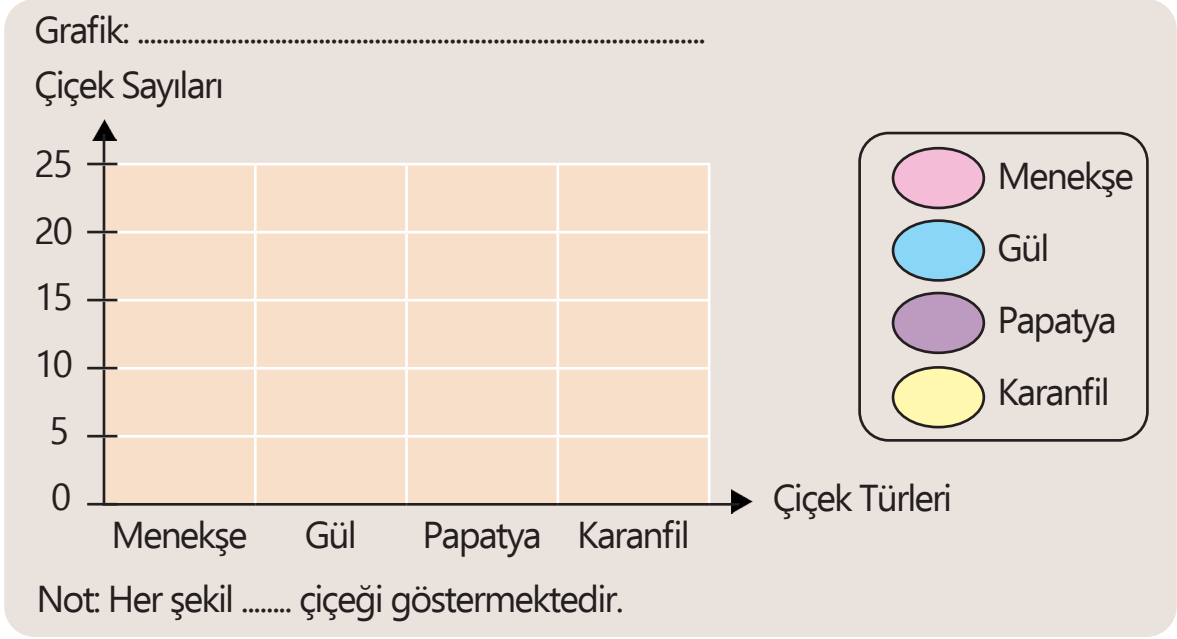 Grafik: ...........................................................................................
Çiçek Sayıları
25
20
15
10
5
0
Menekşe Gül Papatya Karanfil
Çiçek Türleri
Menekşe
Gül
Papatya
Karanfil
Not: Her şekil ........ çiçeği göstermektedir.